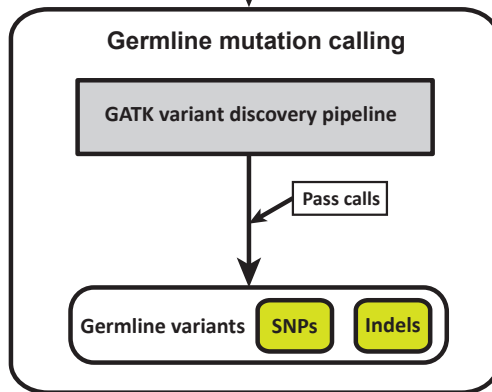 Germline mutation calling
GATK variant discovery pipeline
Pass calls
Germline variants SNPs Indels